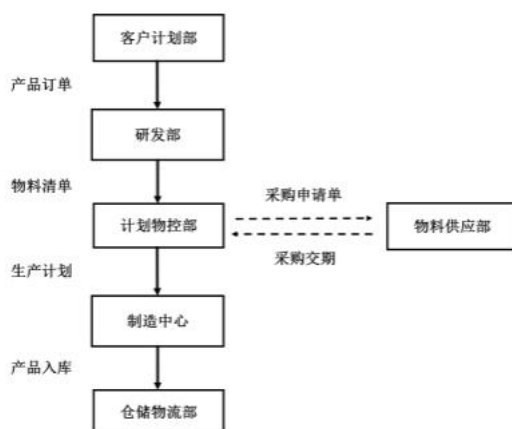 客户计划部
产品订单
研发部
物料清单
采购申请单
计划物控部
物料供应部
采购交期
生产计划
制造中心
产品入库
仓储物流部